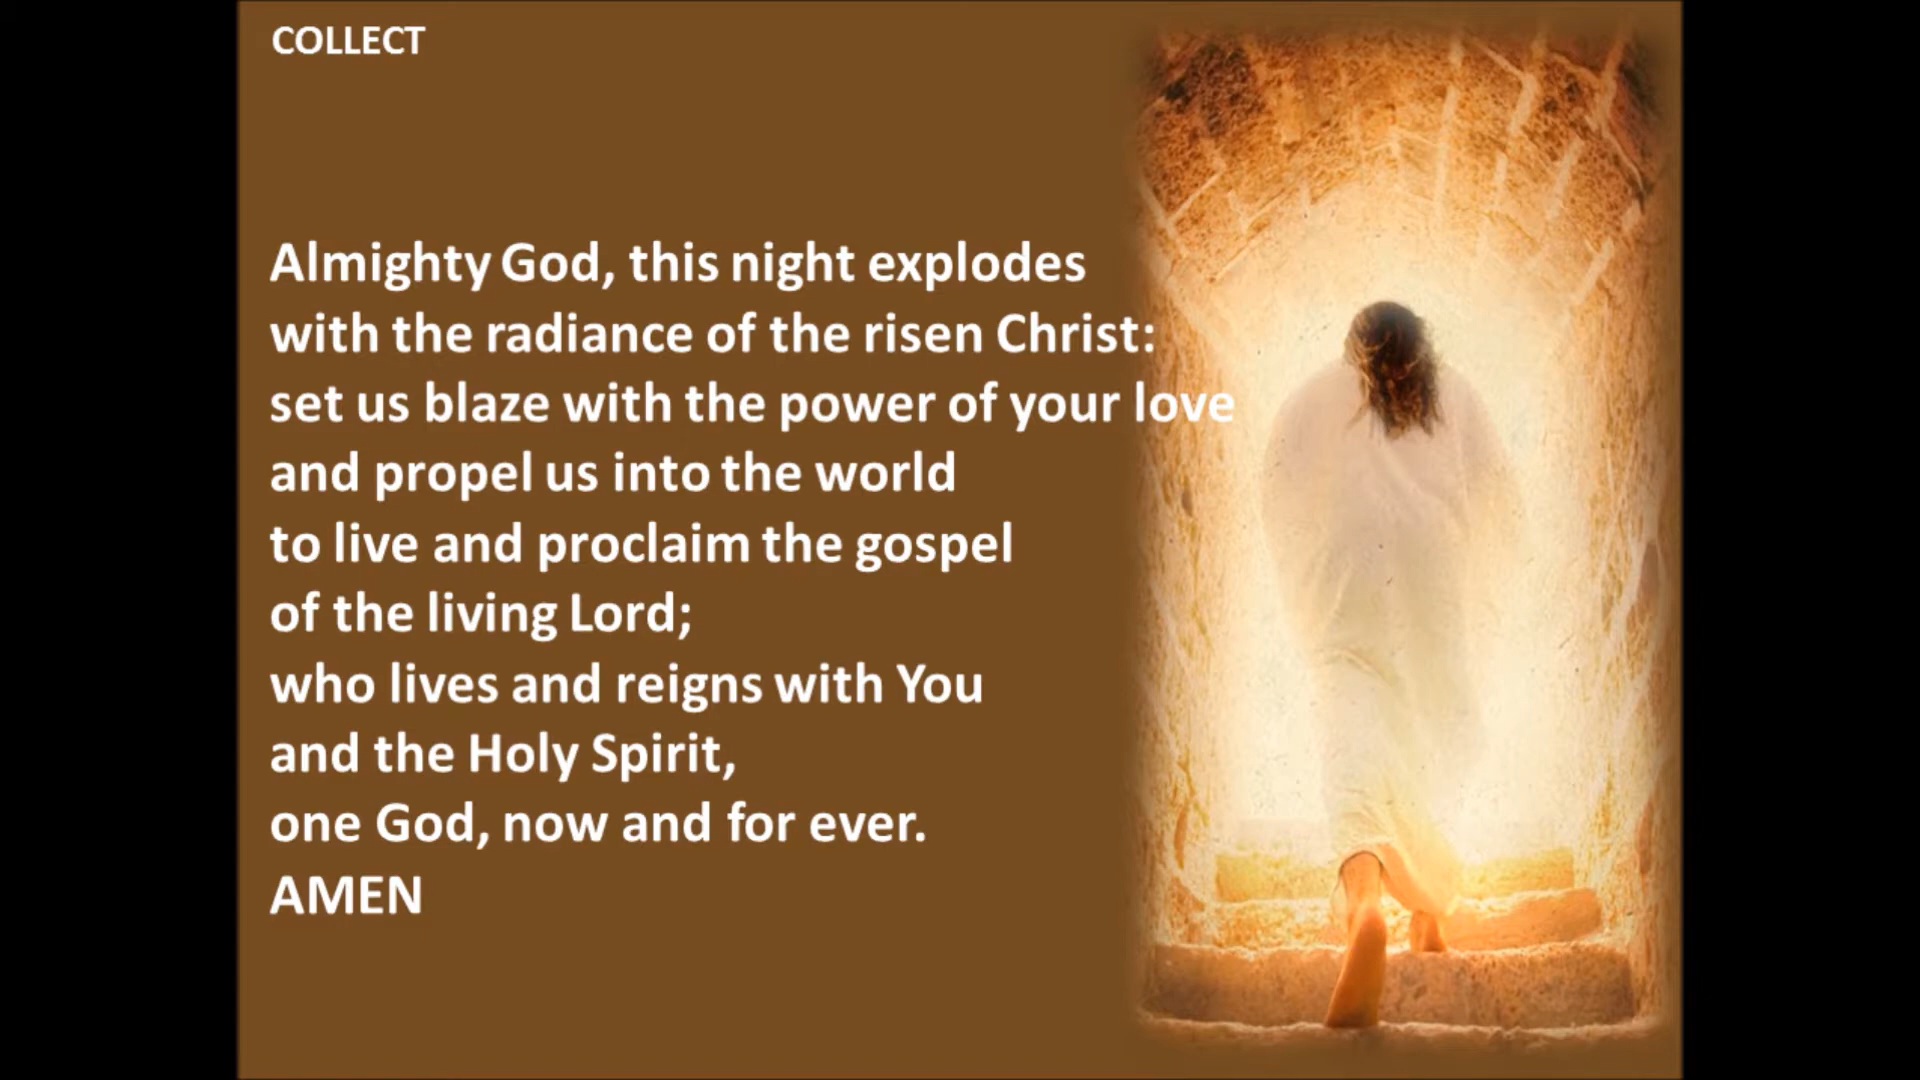 COLLECT
Almighty God, this night explodes
with the radiance of the risen Christ:
set us blaze with the power of your love
and propel us into the world
to live and proclaim the gospel
of the living Lord;
who lives and reigns with You
and the Holy Spirit,
one God, now and for ever.
AMEN